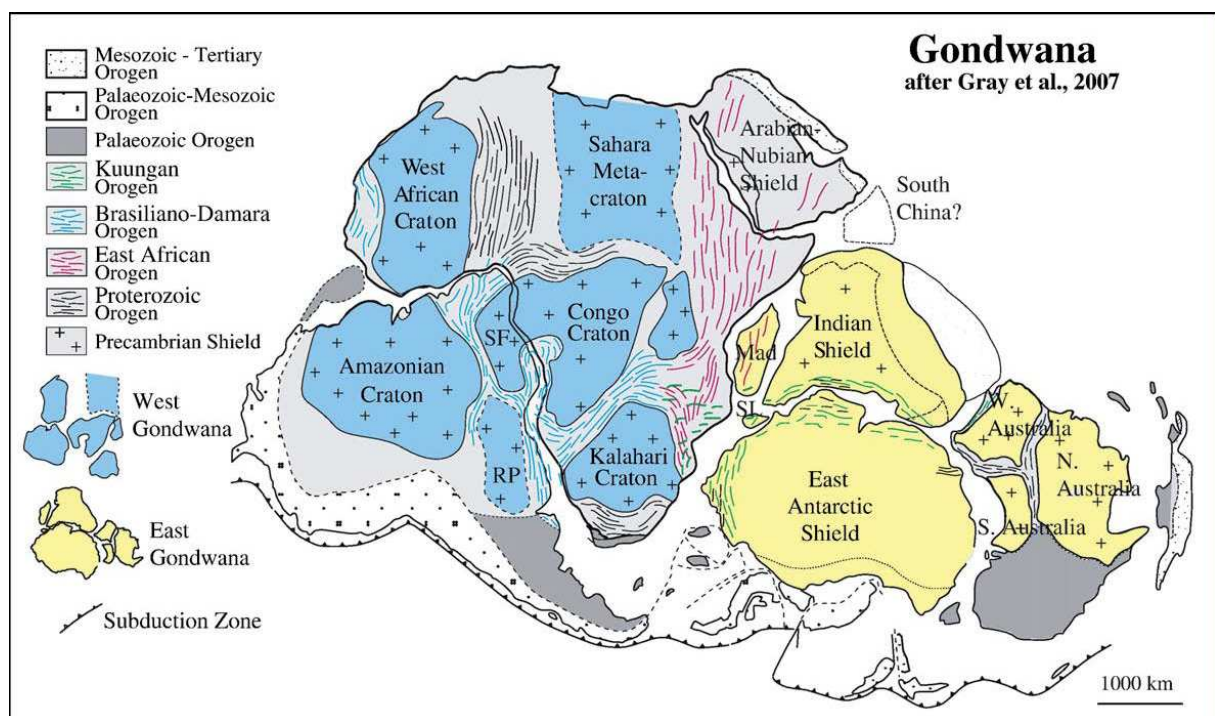 Gondwana
after Gray et al., 2007
Mesozoic - Tertiary
Orogen
Palaeozoic-Mesozoic
Orogen
Palaeozoic Orogen
Kuungan
Orogen
Brasiliano-Damara
Orogen
East African
Orogen
Proterozoic
Orogen
Precambrian Shield
West
Gondwana
East
Gondwana
Subduction Zone
West
African
Craton
Sahara
Meta-
craton
Arabian-
Nubian
Shield
South
China?
Amazonian
Craton
SF
Congo
Craton
Mad
Indian
Shield
SL
RP
Kalahari
Craton
East
Antarctic
Shield
W.
Australia
N.
Australia
S. Australia
1000 km